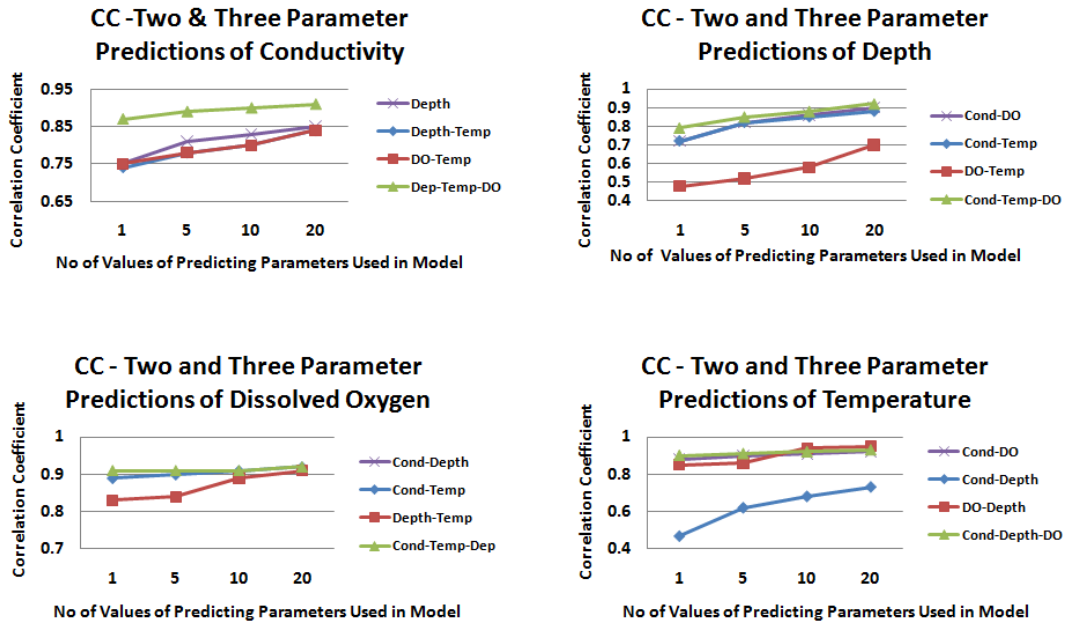 CC -Two & Three Parameter
Predictions of Conductivity
Correlation Coefficient
0.95
0.85
0.75
0.65
1 5 10 20
No of Values of Predicting Parameters Used in Model
Depth
Depth-Temp
DO-Temp
Dep-Temp-DO
CC - Two and Three Parameter
Predictions of Depth
Correlation Coefficient
1
0.9
0.8
0.7
0.6
0.5
0.4
1 5 10 20
No of Values of Predicting Parameters Used in Model
Cond-DO
Cond-Temp
DO-Temp
Cond-Temp-DO
CC - Two and Three Parameter
Predictions of Dissolved Oxygen
Correlation Coefficient
1
0.9
0.8
0.7
1 5 10 20
No of Values of Predicting Parameters Used in Model
Cond-Depth
Cond-Temp
Depth-Temp
Cond-Temp-Dep
CC - Two and Three Parameter
Predictions of Temperature
Correlation Coefficient
1
0.8
0.6
0.4
1 5 10 20
No of Values of Predicting Parameters Used in Model
Cond-DO
Cond-Depth
DO-Depth
Cond-Depth-DO